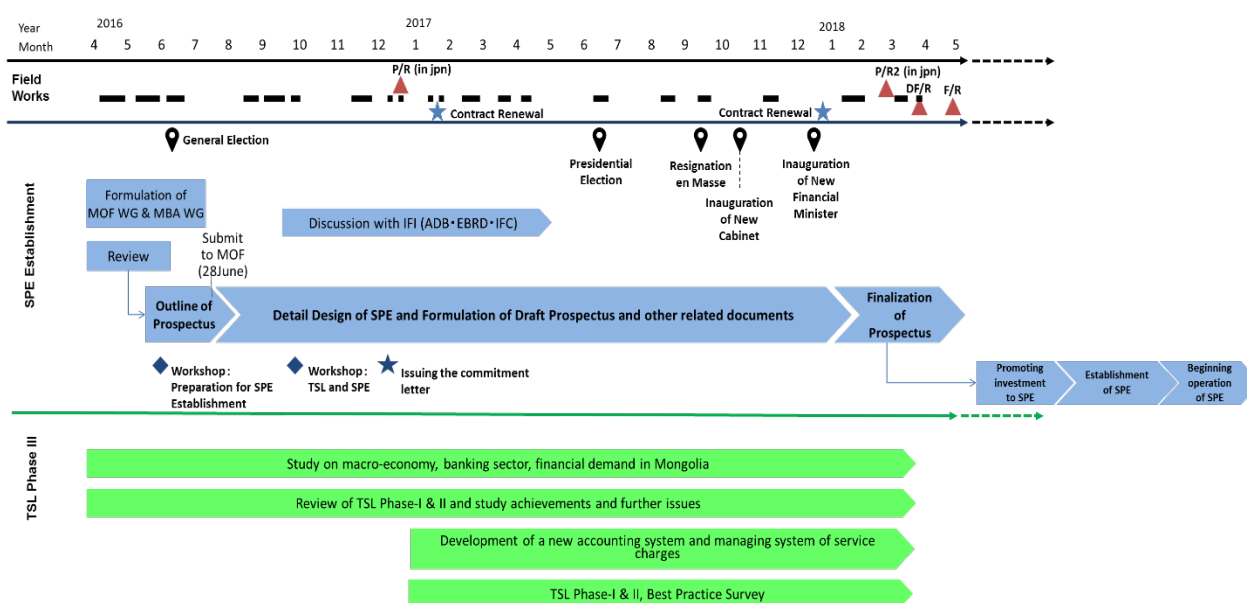 Year 2016 2017 2018
Month 4 5 6 7 8 9 10 11 12 1 2 3 4 5 6 7 8 9 10 11 12 1 2 3 4 5
Field
Works
P/R (in jpn)
P/R2 (in jpn)
DF/R
F/R
Contract Renewal
Contract Renewal
General Election
Presidential
Election
Resignation
en Masse
Inauguration
of New
Cabinet
Inauguration
of New
Financial
Minister
SPE Establishment
Formulation of
MOF WG & MBA WG
Discussion with IFI (ADB・EBRD・IFC)
Review
Submit
to MOF
(28June)
Outline of
Prospectus
Detail Design of SPE and Formulation of Draft Prospectus and other related documents
Finalization
of
Prospectus
Workshop：
Preparation for SPE
Establishment
Workshop：
TSL and SPE
Issuing the commitment
letter
Promoting
investment
to SPE
Establishment
of SPE
Beginning
operation
of SPE
TSL Phase III
Study on macro-economy, banking sector, financial demand in Mongolia
Review of TSL Phase-I & II and study achievements and further issues
Development of a new accounting system and managing system of service
charges
TSL Phase-I & II, Best Practice Survey